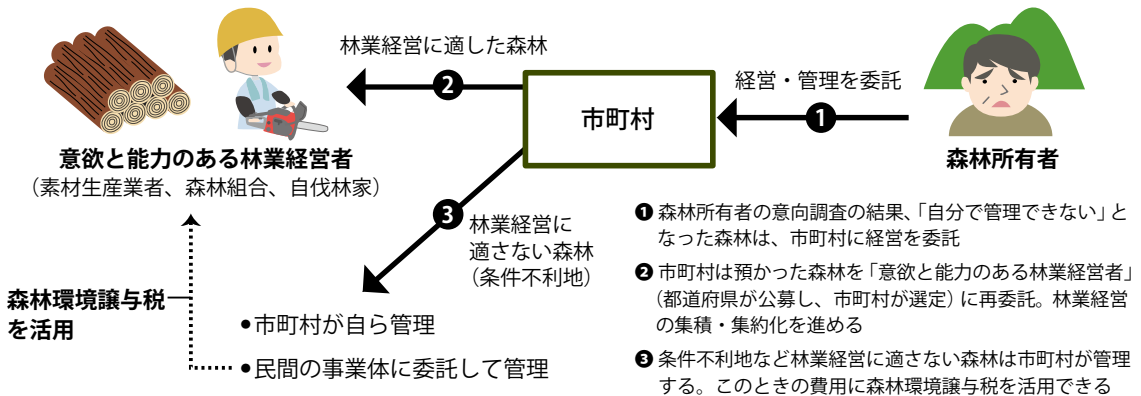 林業経営に適した森林
❷
経営・管理を委託
❶
市町村
森林所有者
意欲と能力のある林業経営者
（素材生産業者、森林組合、自伐林家）
❸
林業経営に
適さない森林
（条件不利地）
森林環境譲与税
を活用
●市町村が自ら管理
●民間の事業体に委託して管理
❶ 森林所有者の意向調査の結果、「自分で管理できない」と
なった森林は、市町村に経営を委託
❷ 市町村は預かった森林を「意欲と能力のある林業経営者」
（都道府県が公募し、市町村が選定）に再委託。林業経営
の集積・集約化を進める
❸ 条件不利地など林業経営に適さない森林は市町村が管理
する。このときの費用に森林環境譲与税を活用できる